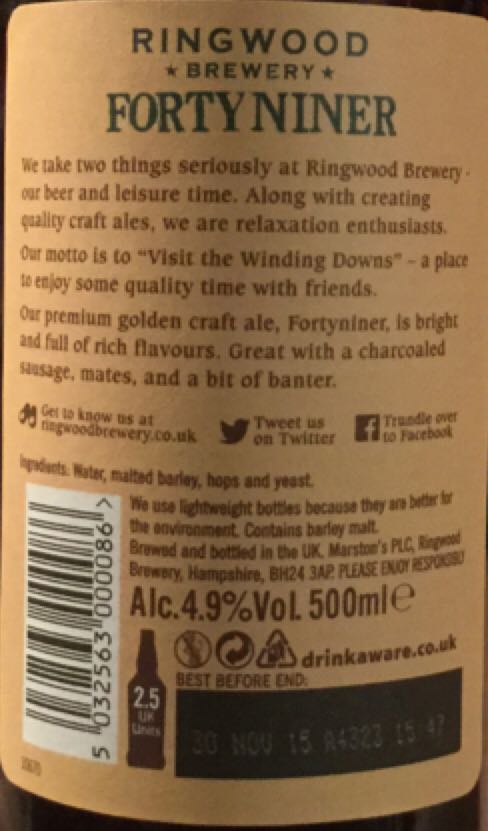 RINGWOOD
★ BREWERY ★
FORTYNINER
We take two things seriously at Ringwood Brewery -
our beer and leisure time. Along with creating
quality craft ales, we are relaxation enthusiasts.
Our motto is to “Visit the Winding Downs” – a place
to enjoy some quality time with friends.
Our premium golden craft ale, Fortyniner, is bright
and full of rich flavours. Great with a charcoaled
sausage, mates, and a bit of banter.
Get to know us at
ringwoodbrewery.co.uk
Tweet us
on Twitter
Trundle over
to Facebook
Ingredients: Water, malted barley, hops and yeast.
We use lightweight bottles because they are better for
the environment. Contains barley malt.
Brewed and bottled in the UK. Marston's PLC, Ringwood
Brewery, Hampshire, BH24 3AP. PLEASE ENJOY RESPONSIBLY
Alc.4.9%Vol. 500ml e
drinkaware.co.uk
BEST BEFORE END:
30 NOV 15 A4323 15 47
2.5
UK
Units
5 032563 000086 >